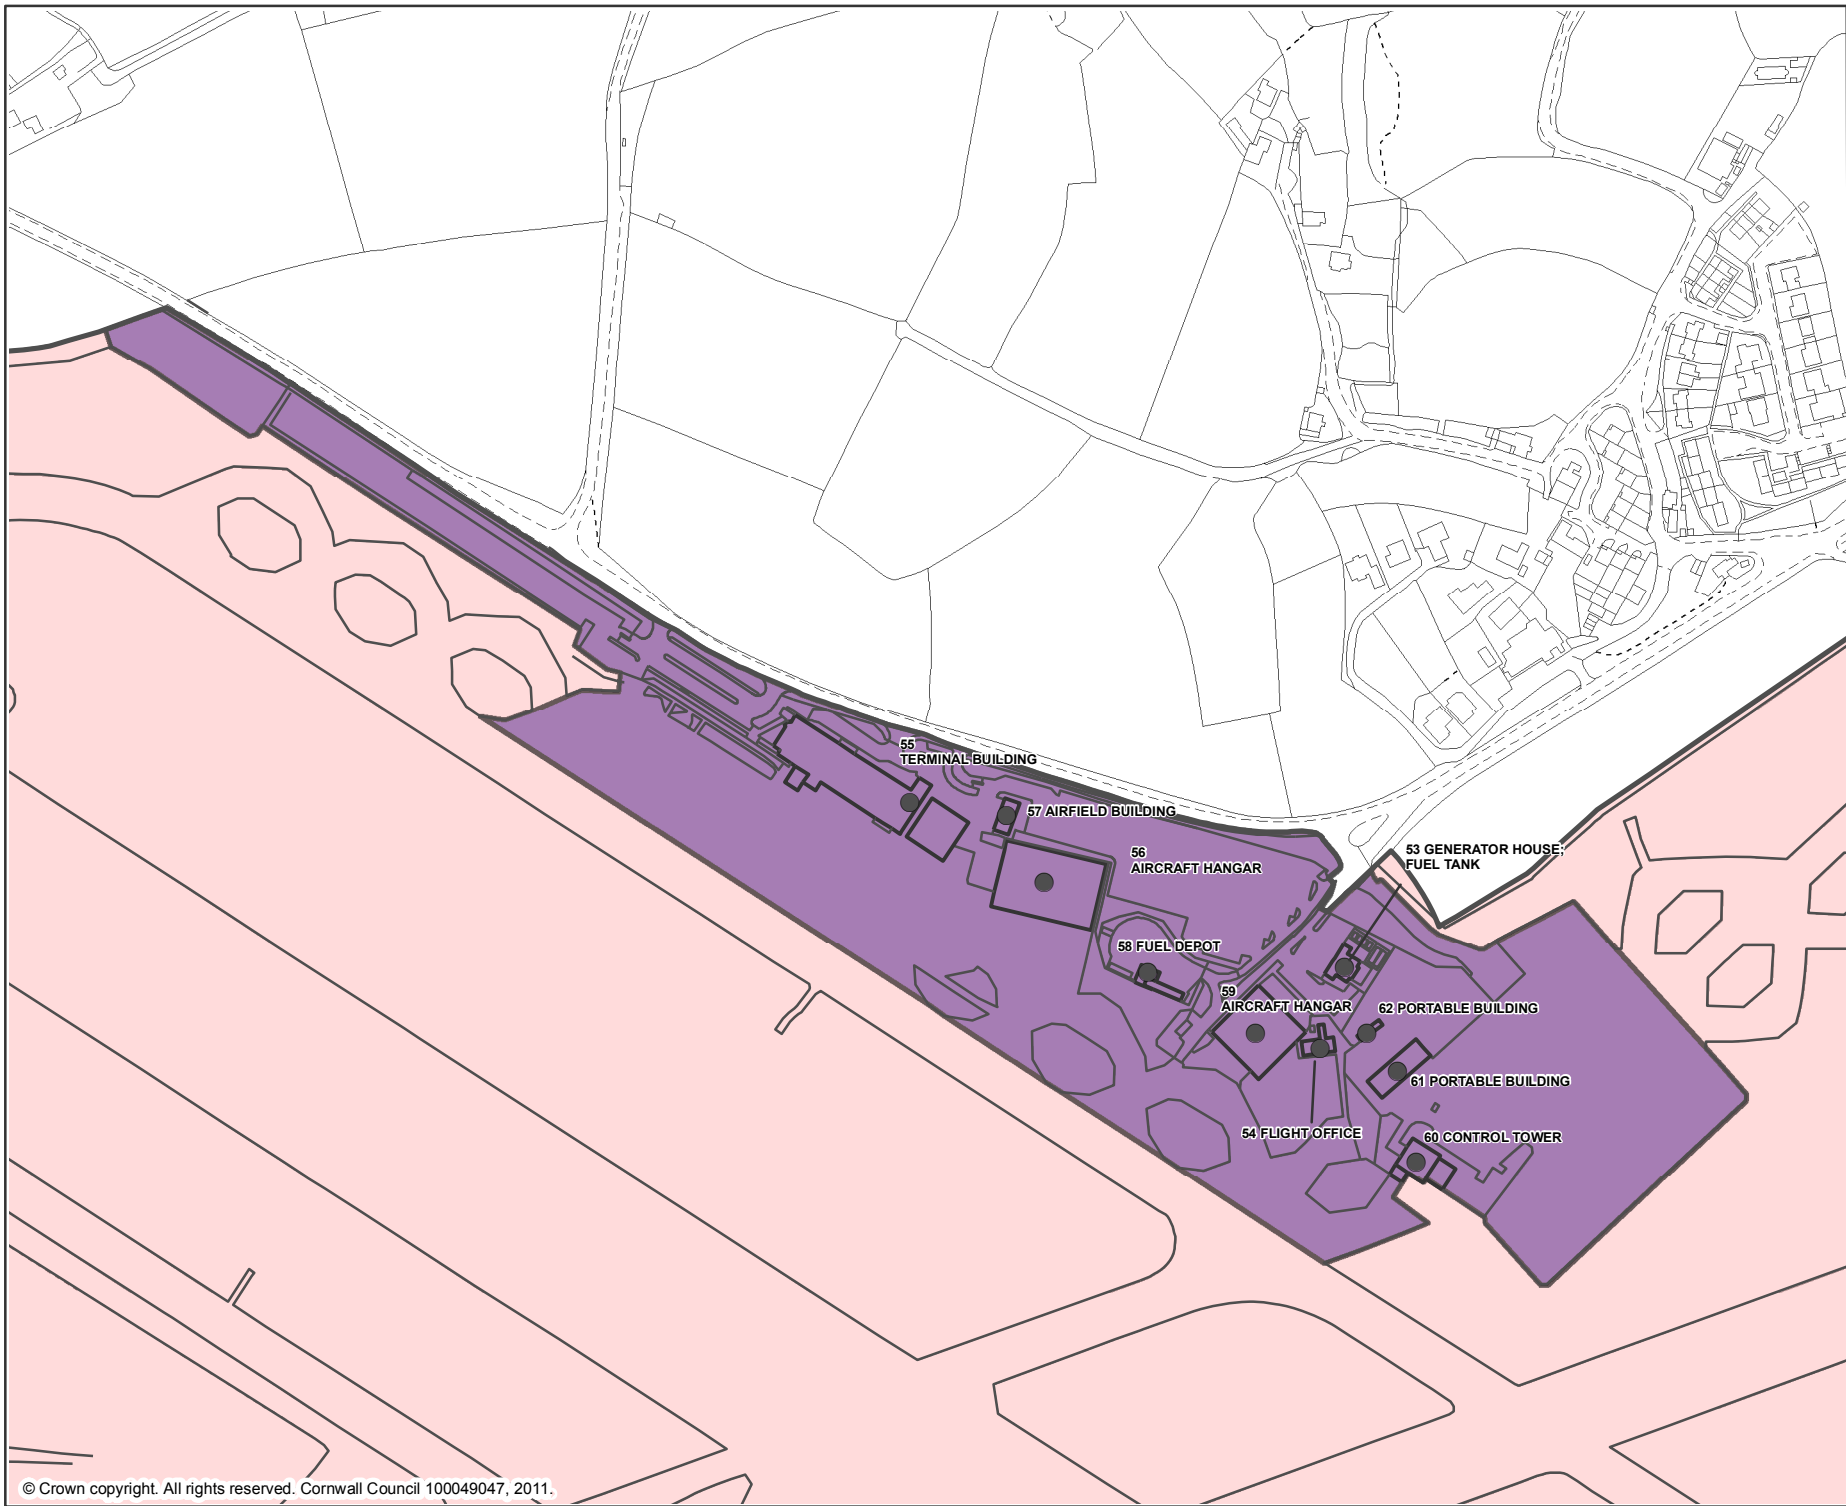 55
TERMINAL BUILDING
57 AIRFIELD BUILDING
56
AIRCRAFT HANGAR
53 GENERATOR HOUSE;
FUEL TANK
58 FUEL DEPOT
59
AIRCRAFT HANGAR
62 PORTABLE BUILDING
61 PORTABLE BUILDING
54 FLIGHT OFFICE
60 CONTROL TOWER
© Crown copyright. All rights reserved. Cornwall Council 100049047, 2011.